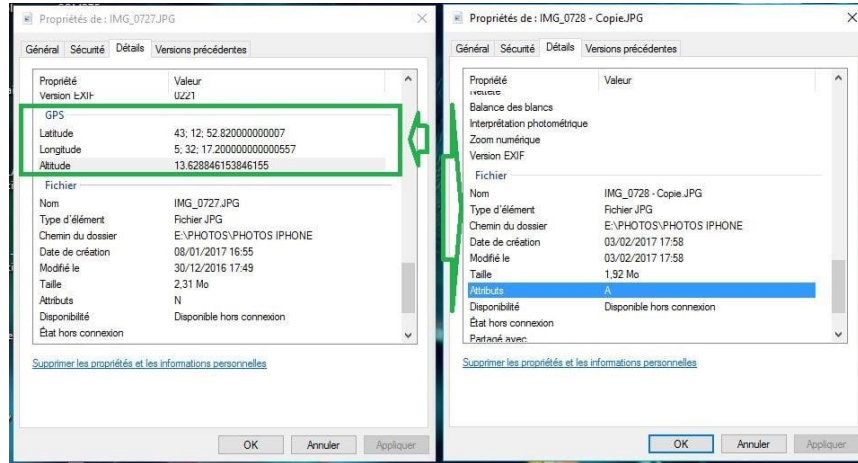 Propriétés de : IMG_0727.JPG
Général Sécurité Détails Versions précédentes
Propriété Valeur
Version EXIF 0221
GPS
Latitude 43; 12; 52.820000000007
Longitude 5; 32; 17.200000000000557
Altitude 13.628846153846155
Fichier
Nom IMG_0727.JPG
Type d'élément Fichier JPG
Chemin du dossier E:\PHOTOS\PHOTOS IPHONE
Date de création 08/01/2017 16:55
Modifié le 30/12/2016 17:49
Taille 2,31 Mo
Attributs N
Disponibilité Disponible hors connexion
État hors connexion
Supprimer les propriétés et les informations personnelles
OK Annuler Appliquer
Propriétés de : IMG_0728 - Copie.JPG
Général Sécurité Détails Versions précédentes
Propriété Valeur
Netteté
Balance des blancs
Interprétation photométrique
Zoom numérique
Version EXIF
Fichier
Nom IMG_0728 - Copie.JPG
Type d'élément Fichier JPG
Chemin du dossier E:\PHOTOS\PHOTOS IPHONE
Date de création 03/02/2017 17:58
Modifié le 03/02/2017 17:58
Taille 1,92 Mo
Attributs A
Disponibilité Disponible hors connexion
État hors connexion
Partagé avec
Supprimer les propriétés et les informations personnelles
OK Annuler Appliquer